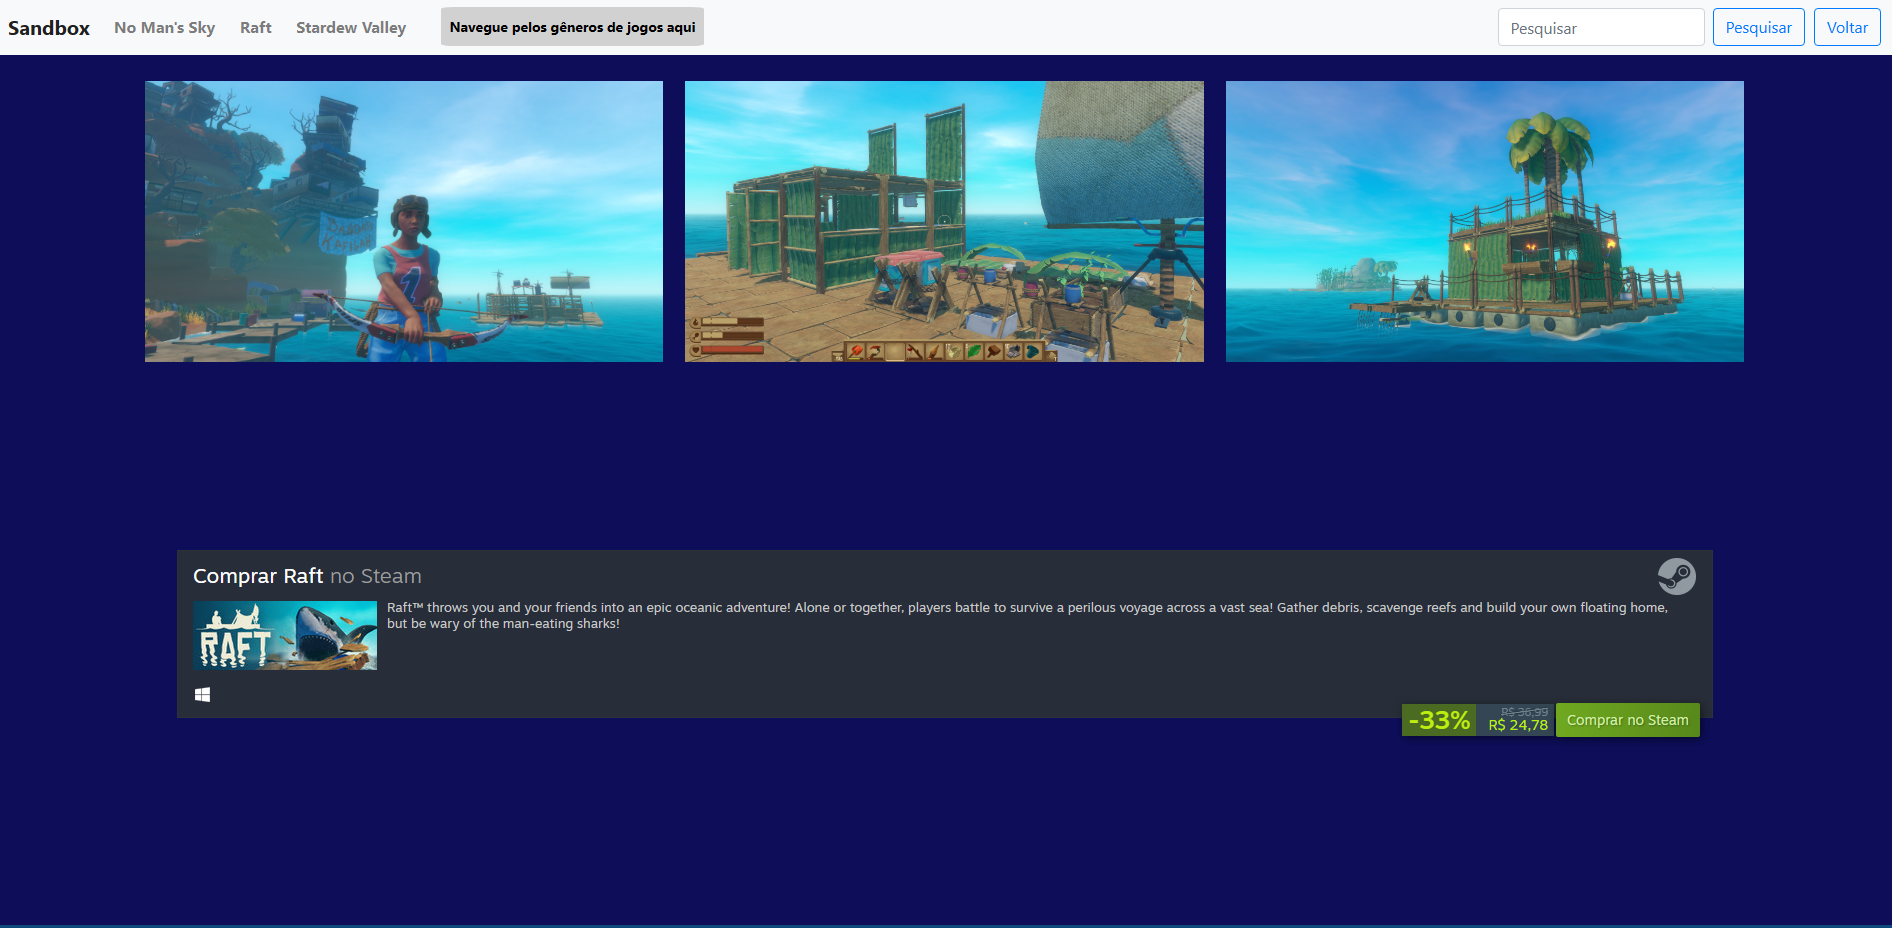 Sandbox No Man's Sky Raft Stardew Valley Navegue pelos gêneros de jogos aqui Pesquisar Pesquisar Voltar
Comprar Raft no Steam
RAFT
Raft™ throws you and your friends into an epic oceanic adventure! Alone or together, players battle to survive a perilous voyage across a vast sea! Gather debris, scavenge reefs and build your own floating home,
but be wary of the man-eating sharks!
-33%
R$ 36,99
R$ 24,78
Comprar no Steam